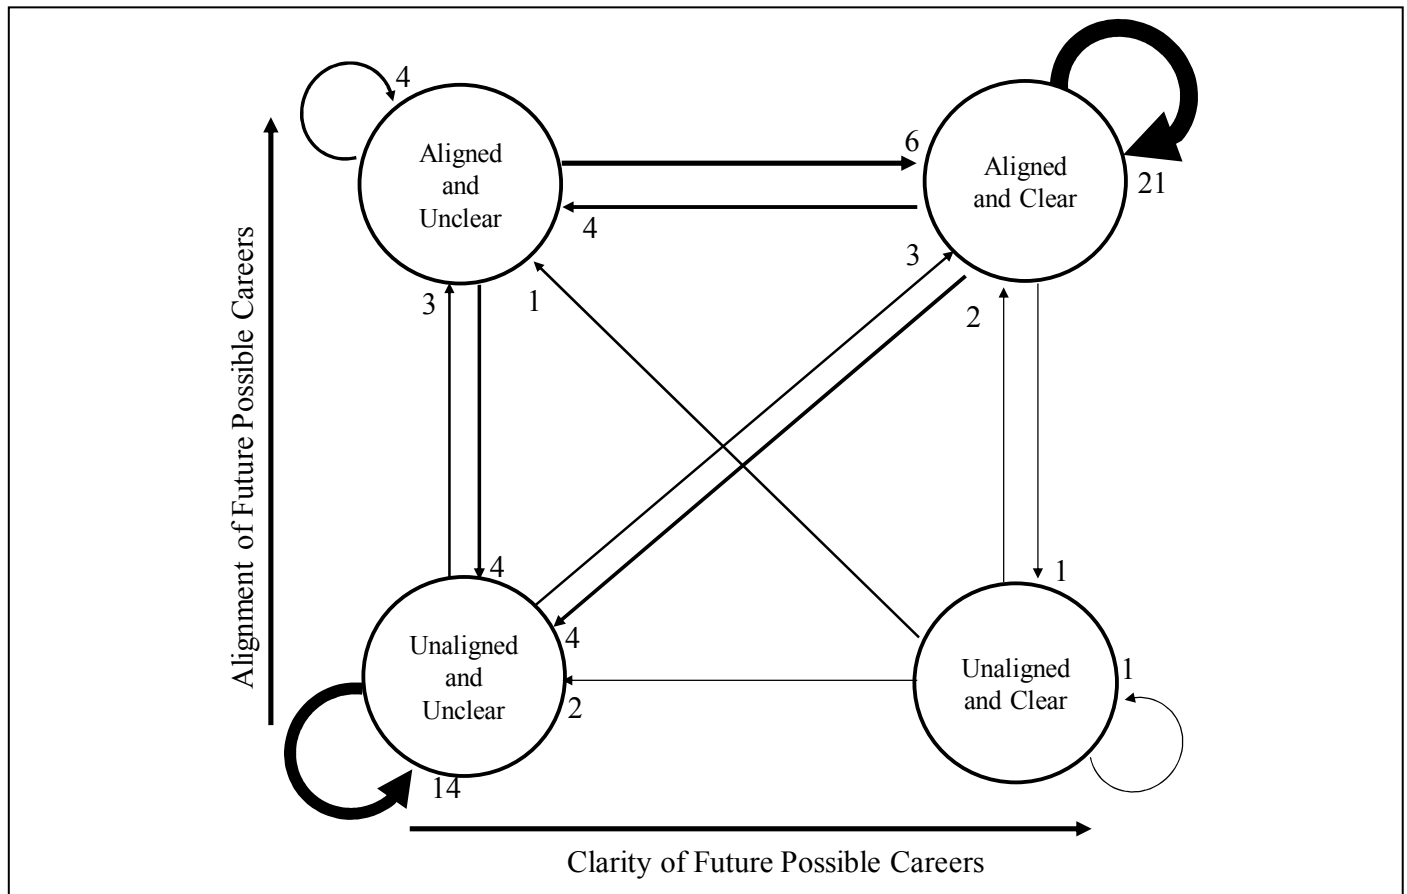 4
Aligned
and
Unclear
6
Aligned
and Clear
21
4
3
3
1
2
Alignment of Future Possible Careers
4
1
4
Unaligned
and
Unclear
Unaligned
and Clear
1
2
14
Clarity of Future Possible Careers